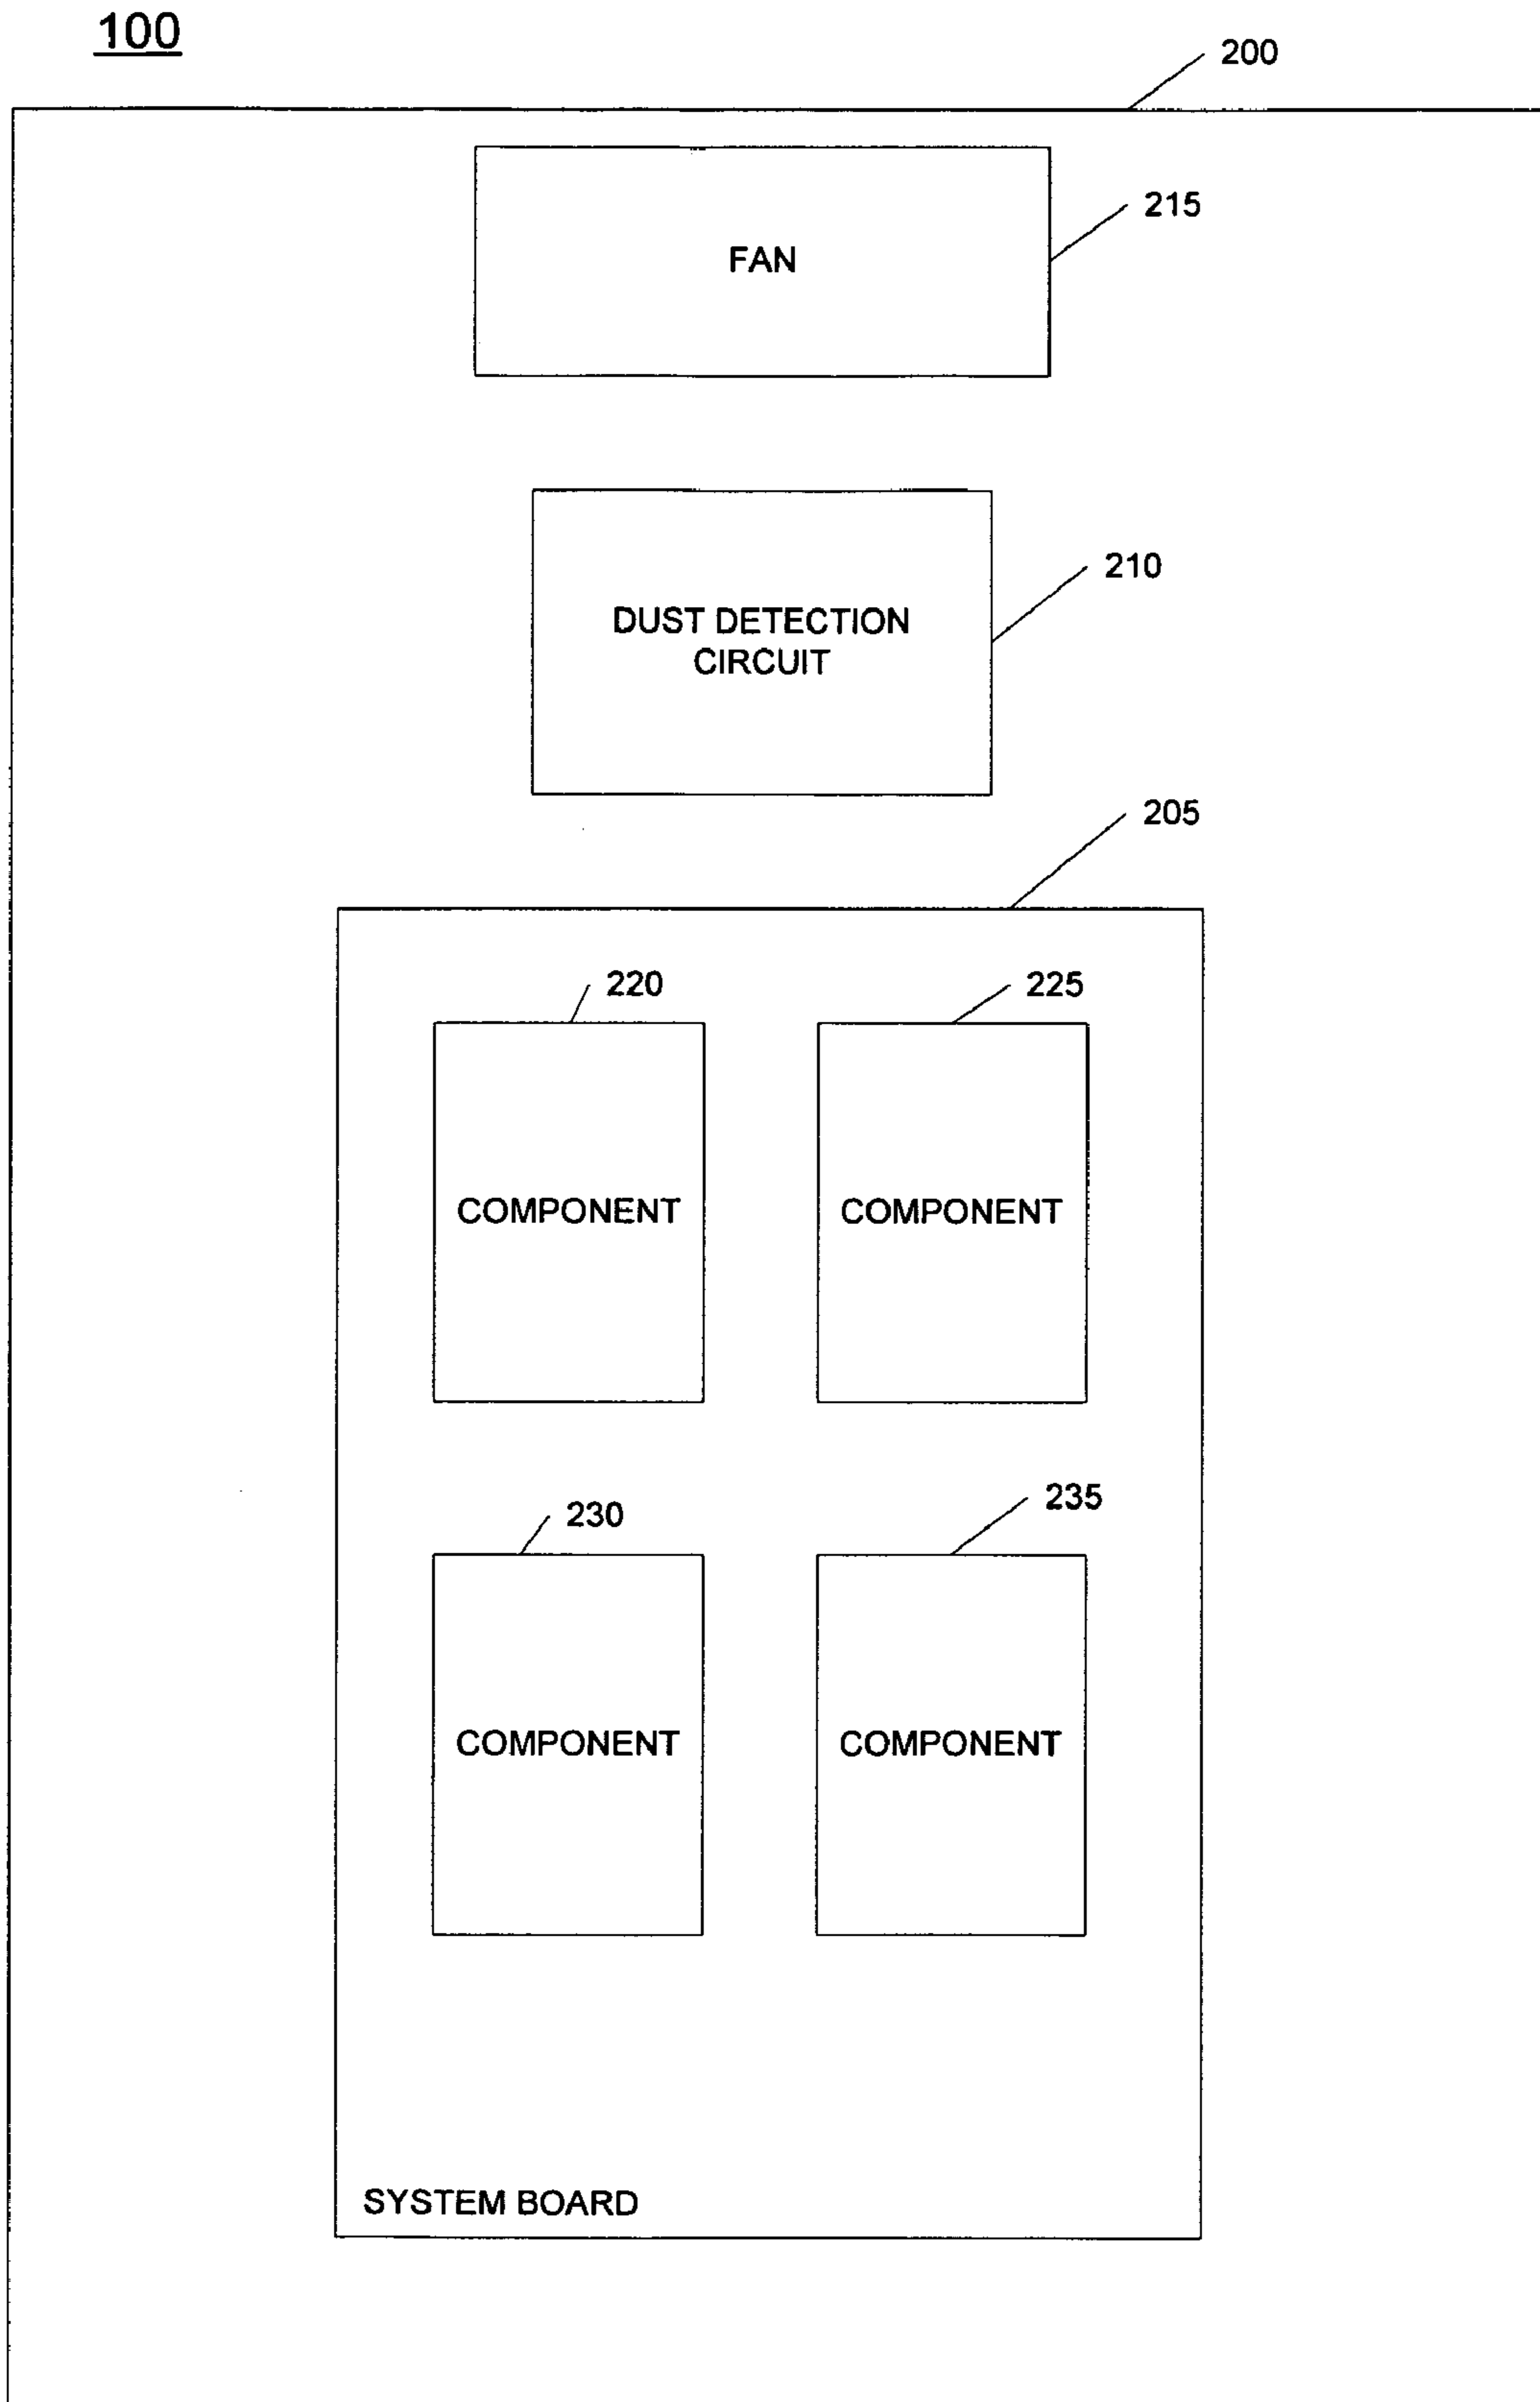 100
200
FAN
215
DUST DETECTION
CIRCUIT
210
205
220
225
COMPONENT
COMPONENT
230
235
COMPONENT
COMPONENT
SYSTEM BOARD